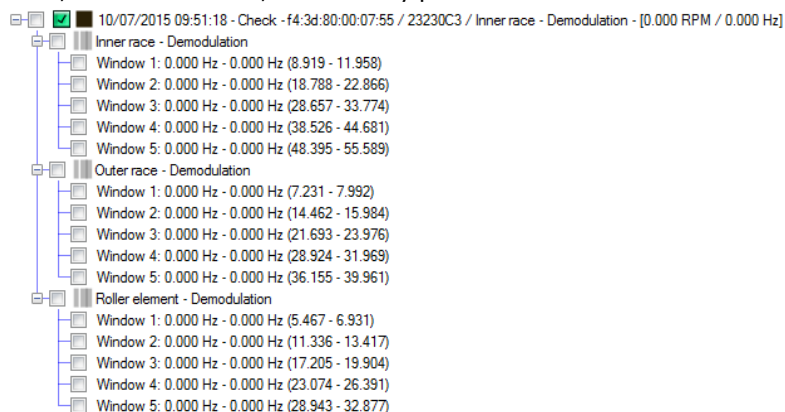 10/07/2015 09:51:18 - Check - f4:3d:80:00:07:55 / 23230C3 / Inner race - Demodulation - [0.000 RPM / 0.000 Hz]
Inner race - Demodulation
Window 1: 0.000 Hz - 0.000 Hz (8.919 - 11.958)
Window 2: 0.000 Hz - 0.000 Hz (18.788 - 22.866)
Window 3: 0.000 Hz - 0.000 Hz (28.657 - 33.774)
Window 4: 0.000 Hz - 0.000 Hz (38.526 - 44.681)
Window 5: 0.000 Hz - 0.000 Hz (48.395 - 55.589)
Outer race - Demodulation
Window 1: 0.000 Hz - 0.000 Hz (7.231 - 7.992)
Window 2: 0.000 Hz - 0.000 Hz (14.462 - 15.984)
Window 3: 0.000 Hz - 0.000 Hz (21.693 - 23.976)
Window 4: 0.000 Hz - 0.000 Hz (28.924 - 31.969)
Window 5: 0.000 Hz - 0.000 Hz (36.155 - 39.961)
Roller element - Demodulation
Window 1: 0.000 Hz - 0.000 Hz (5.467 - 6.931)
Window 2: 0.000 Hz - 0.000 Hz (11.336 - 13.417)
Window 3: 0.000 Hz - 0.000 Hz (17.205 - 19.904)
Window 4: 0.000 Hz - 0.000 Hz (23.074 - 26.391)
Window 5: 0.000 Hz - 0.000 Hz (28.943 - 32.877)